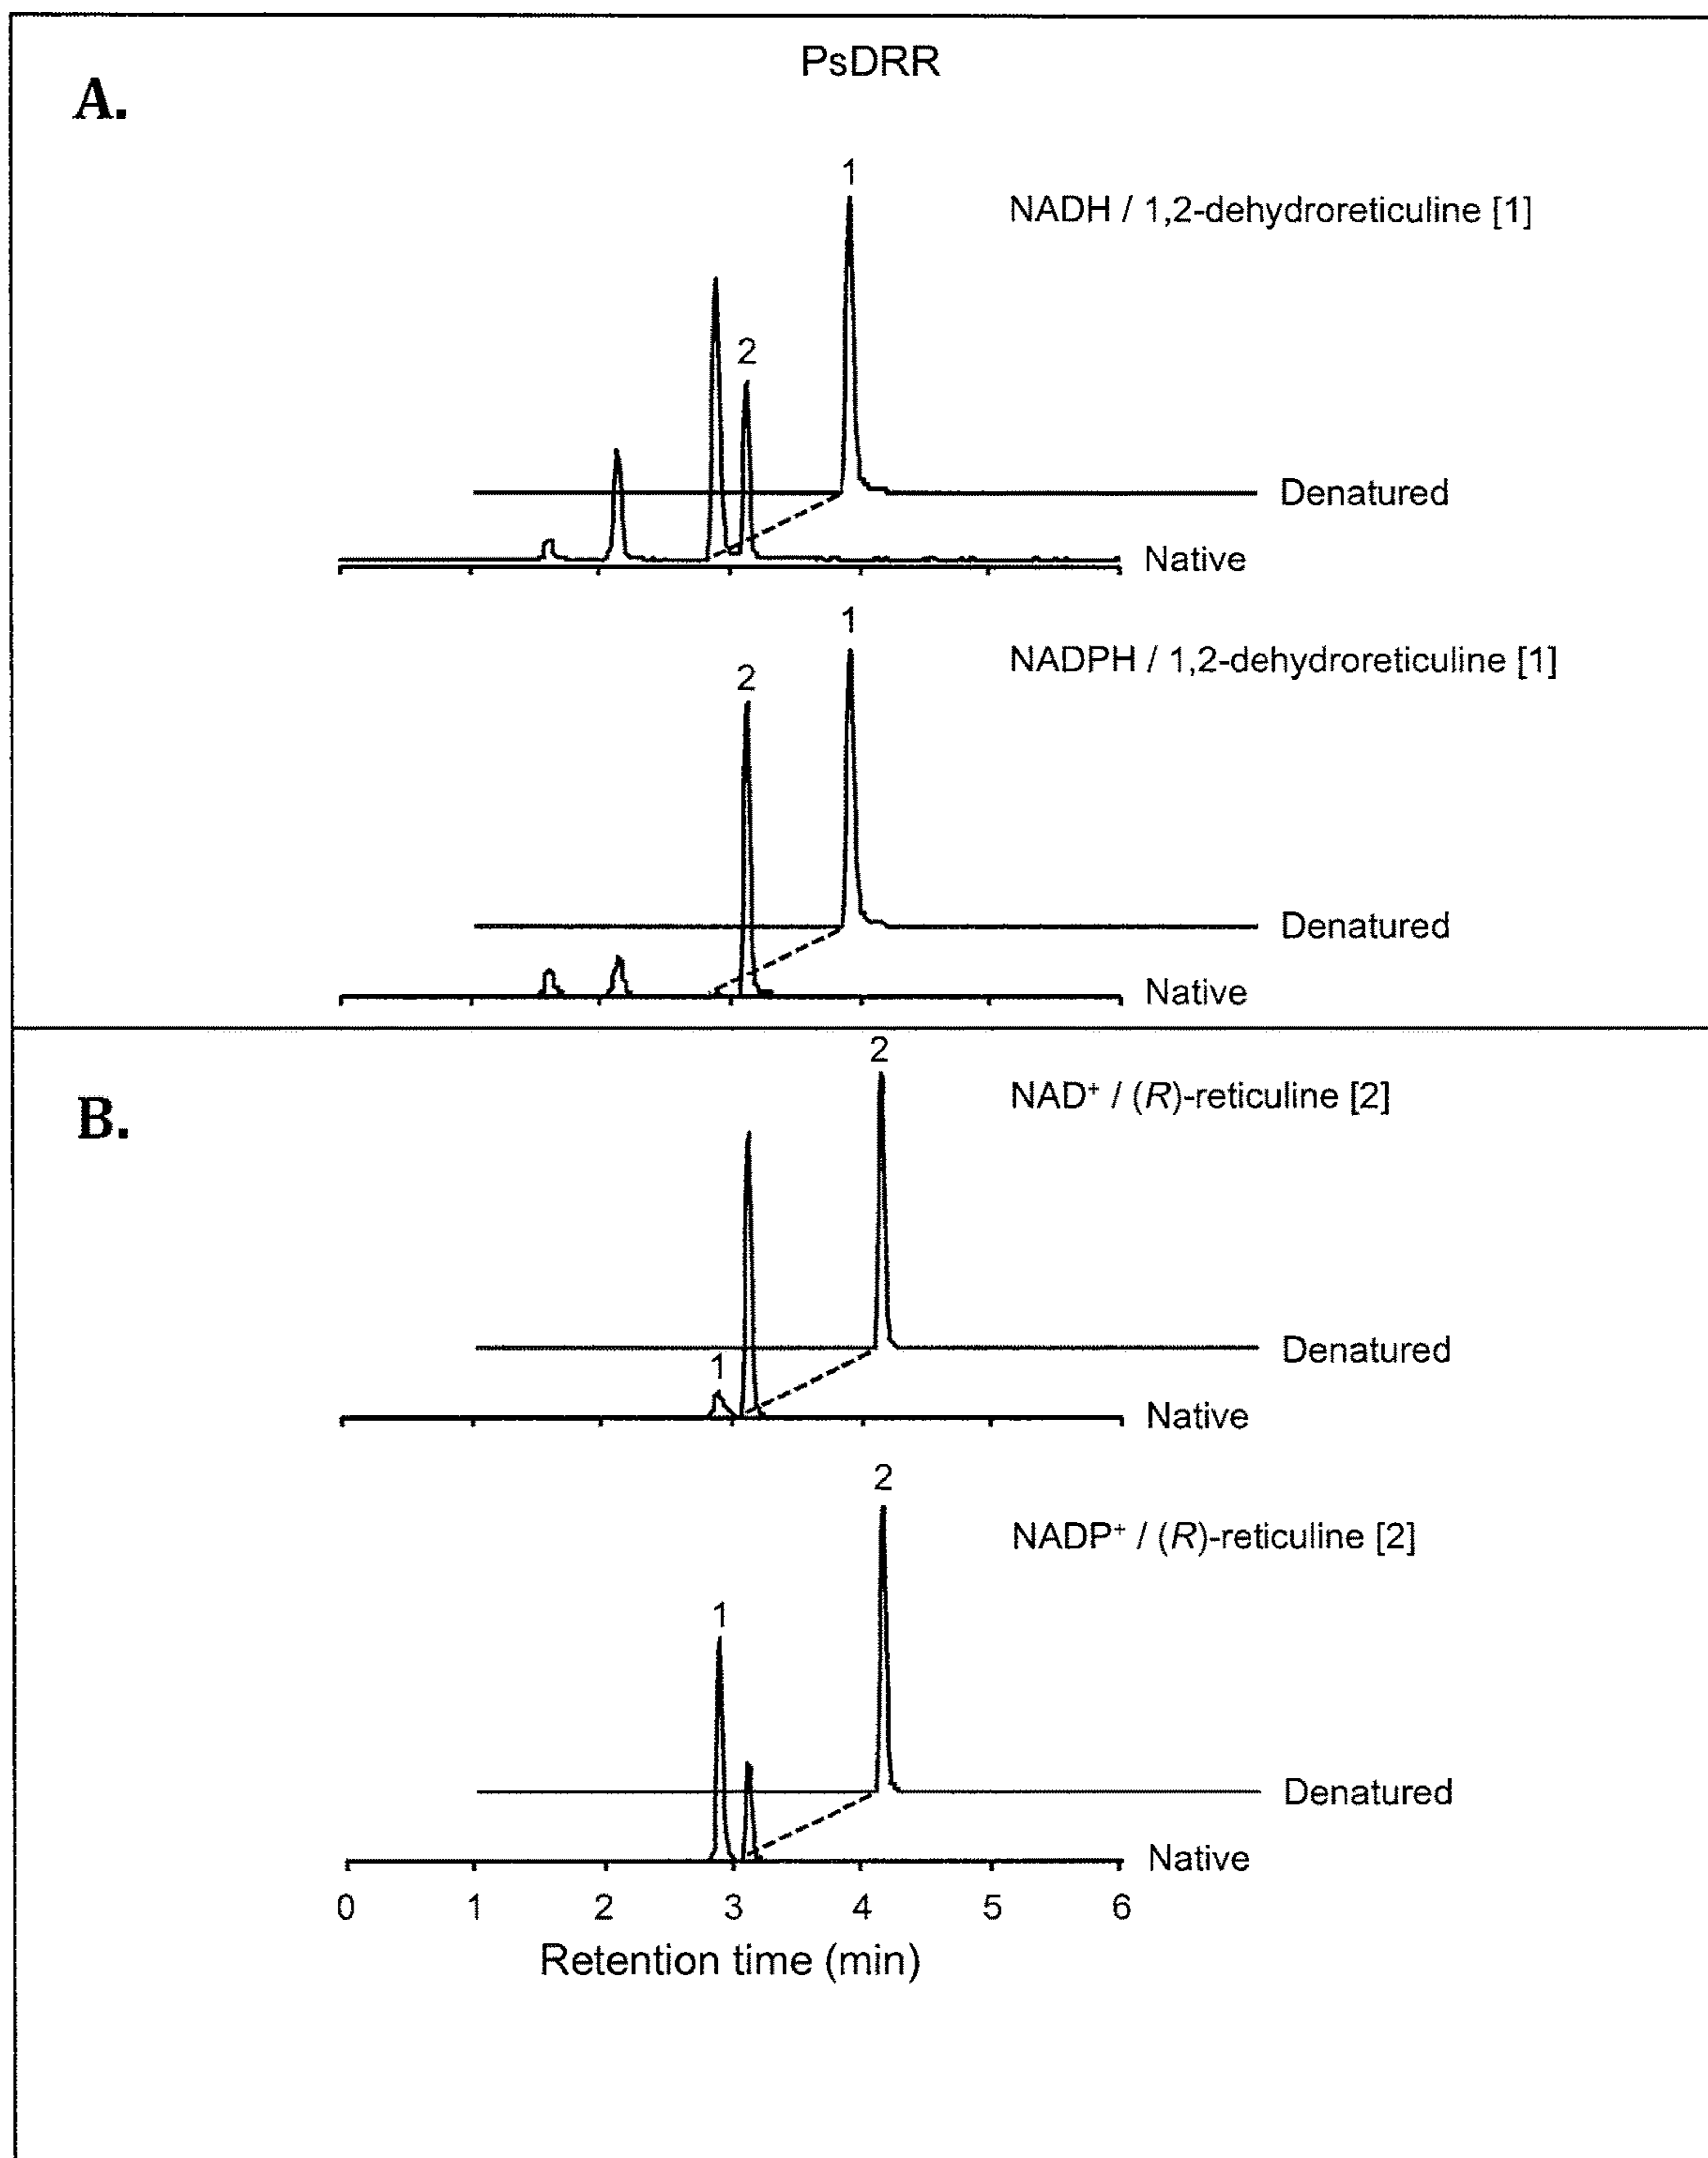 PsDRR
A.
1
NADH / 1,2-dehydroreticuline [1]
2
Denatured
Native
1
NADPH / 1,2-dehydroreticuline [1]
2
Denatured
Native
2
NAD⁺ / (R)-reticuline [2]
B.
Denatured
1
Native
2
NADP⁺ / (R)-reticuline [2]
1
Denatured
Native
0 1 2 3 4 5 6
Retention time (min)